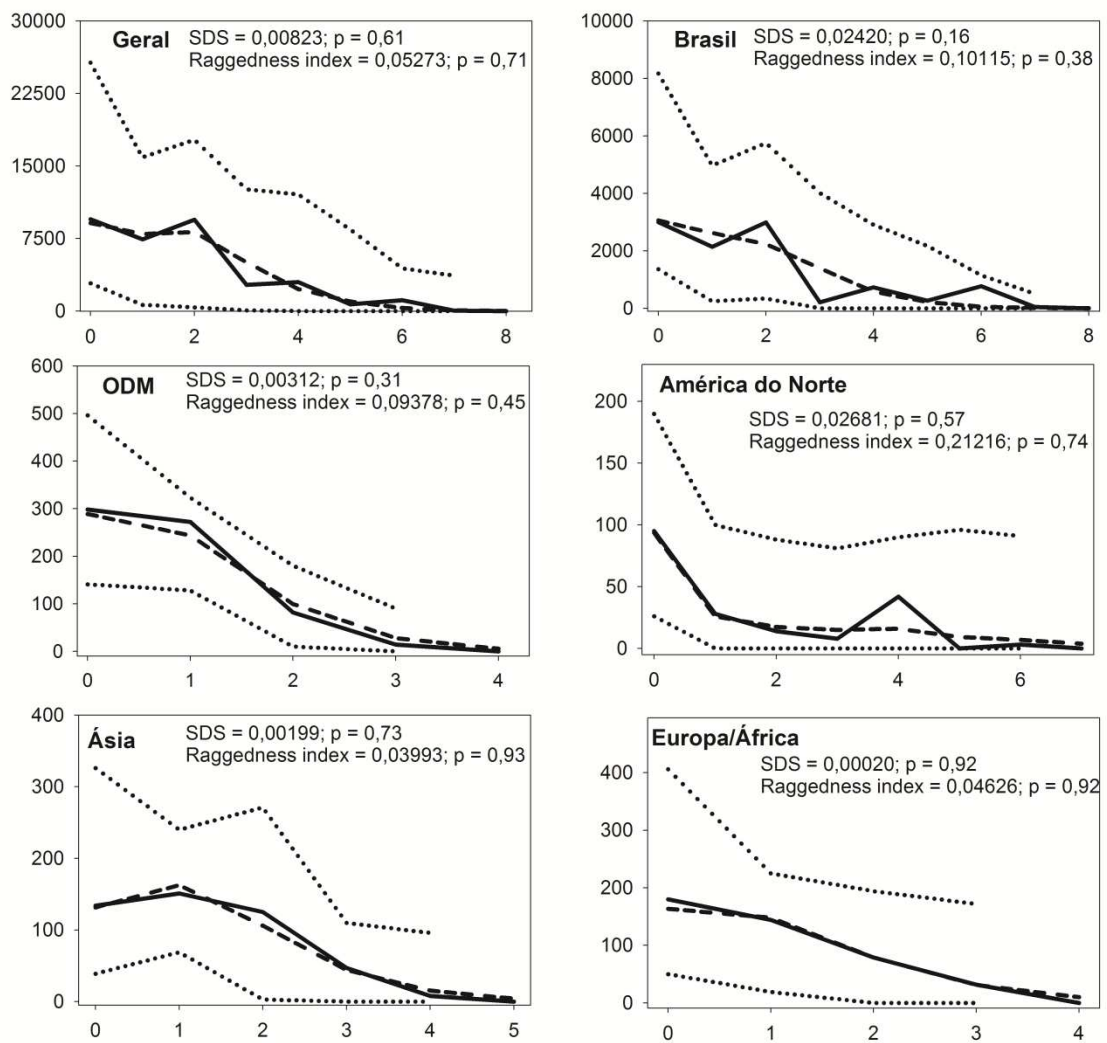 Geral
SDS = 0,00823; p = 0,61
Raggedness index = 0,05273; p = 0,71
30000
22500
15000
7500
0
0 2 4 6 8
Brasil
SDS = 0,02420; p = 0,16
Raggedness index = 0,10115; p = 0,38
10000
8000
6000
4000
2000
0
0 2 4 6 8
ODM
SDS = 0,00312; p = 0,31
Raggedness index = 0,09378; p = 0,45
600
500
400
300
200
100
0
0 1 2 3 4
América do Norte
SDS = 0,02681; p = 0,57
Raggedness index = 0,21216; p = 0,74
200
150
100
50
0
0 2 4 6
Ásia
SDS = 0,00199; p = 0,73
Raggedness index = 0,03993; p = 0,93
400
300
200
100
0
0 1 2 3 4 5
Europa/África
SDS = 0,00020; p = 0,92
Raggedness index = 0,04626; p = 0,92
400
300
200
100
0
0 1 2 3 4